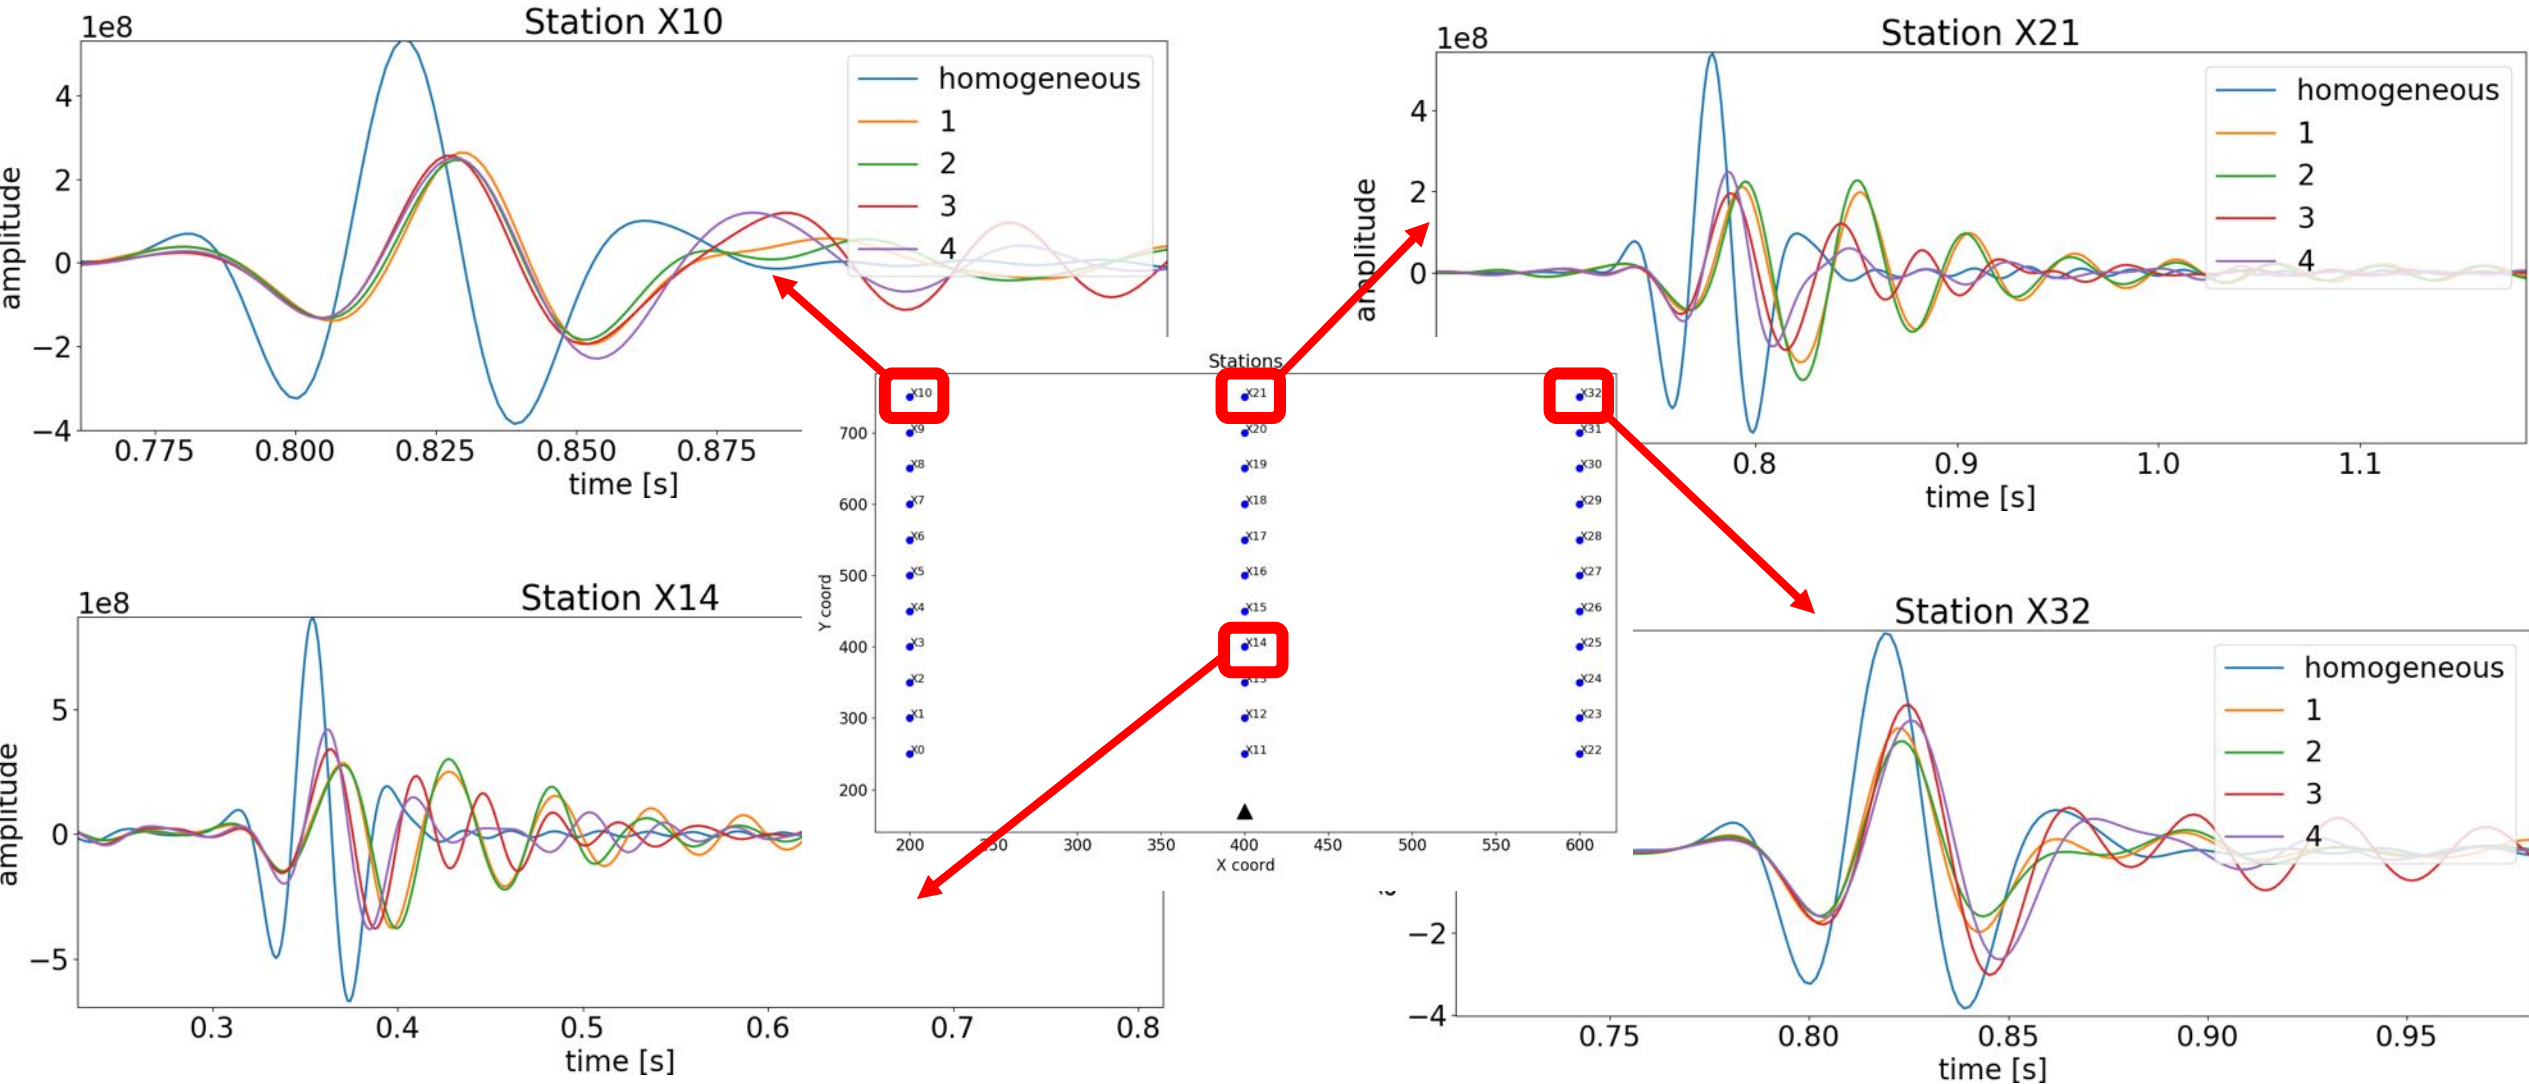 Station X10
1e8
amplitude
4
2
0
−2
−4
0.775 0.800 0.825 0.850 0.875
time [s]
homogeneous
1
2
3
4
Station X21
1e8
amplitude
4
2
0
0.8 0.9 1.0 1.1
time [s]
homogeneous
1
2
3
4
Stations
X10 X21 X32
X9 X20 X31
X8 X19 X30
X7 X18 X29
X6 X17 X28
X5 X16 X27
X4 X15 X26
X3 X14 X25
X2 X13 X24
X1 X12 X23
X0 X11 X22
Y coord
700
600
500
400
300
200
200 250 300 350 400 450 500 550 600
X coord
Station X14
1e8
amplitude
5
0
−5
0.3 0.4 0.5 0.6 0.7 0.8
time [s]
Station X32
−2
−4
0.75 0.80 0.85 0.90 0.95
time [s]
homogeneous
1
2
3
4